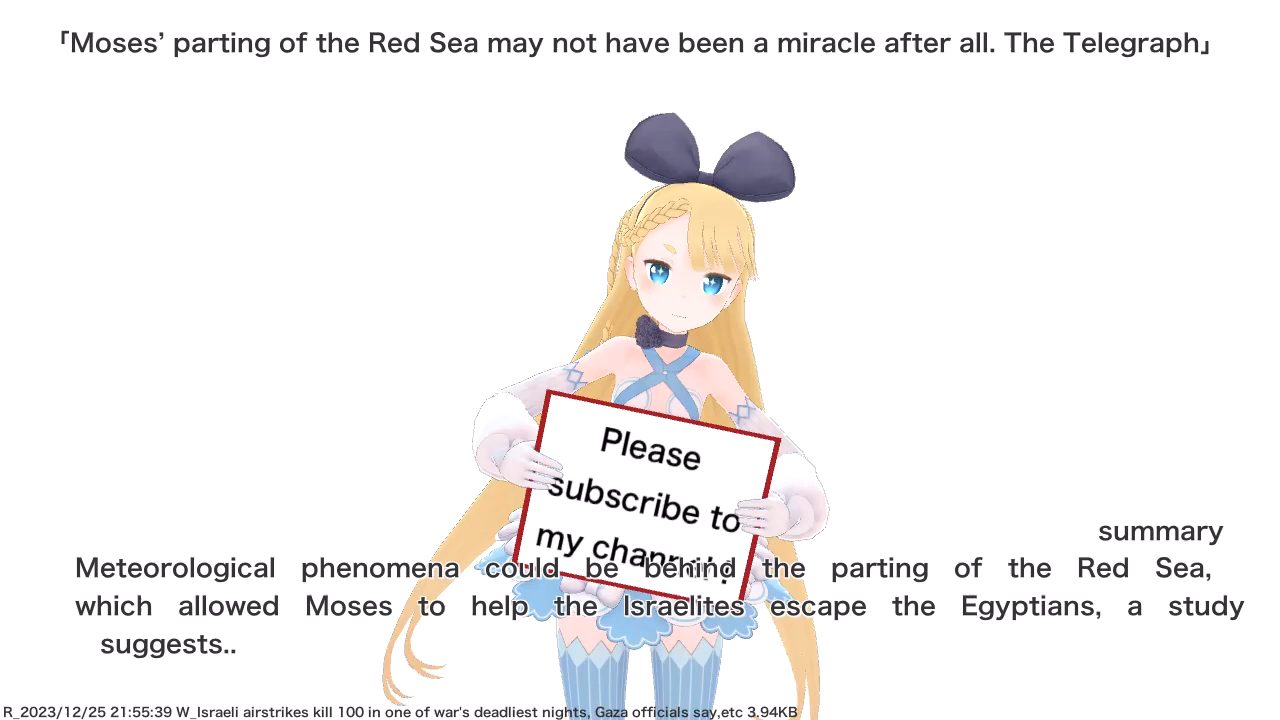 「Moses’ parting of the Red Sea may not have been a miracle after all. The Telegraph」
Please
subscribe to
my channel!
summary
Meteorological phenomena could be behind the parting of the Red Sea,
which allowed Moses to help the Israelites escape the Egyptians, a study
suggests..
R_2023/12/25 21:55:39 W_Israeli airstrikes kill 100 in one of war's deadliest nights, Gaza officials say,etc 3.94KB